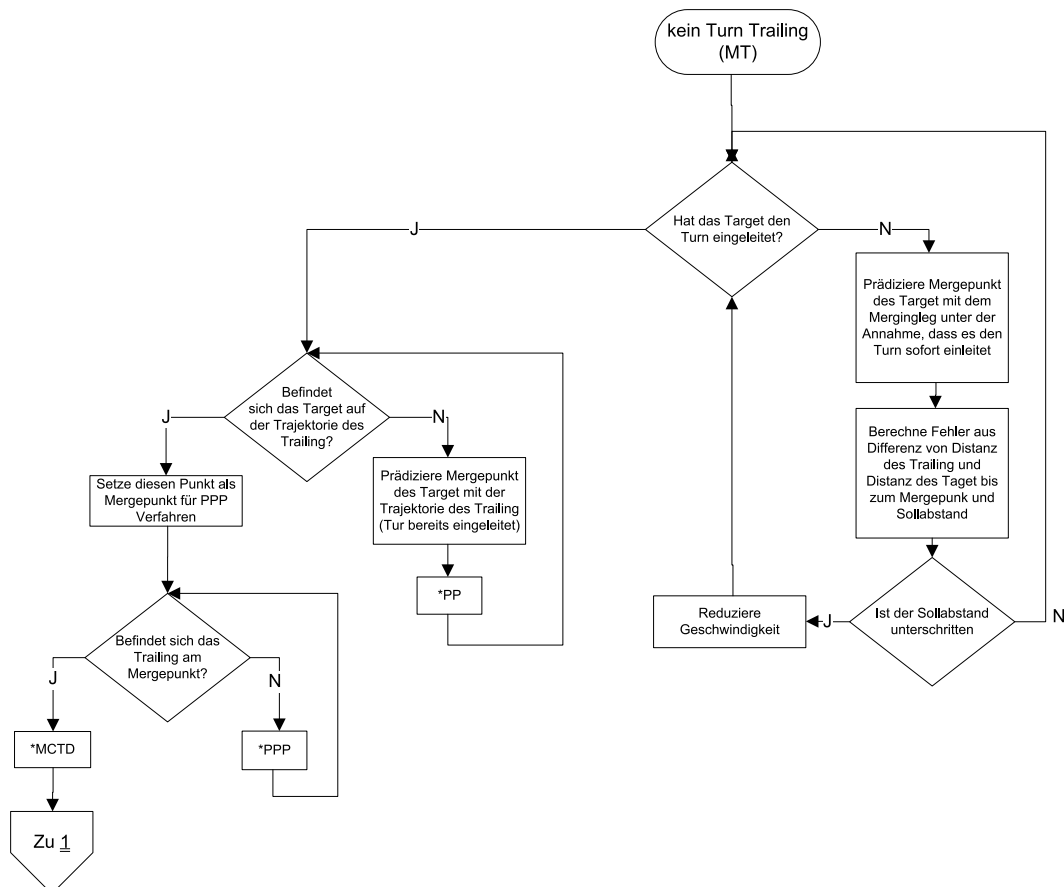 kein Turn Trailing
(MT)
Hat das Target den
Turn eingeleitet?
J
N
Prädiziere Mergepunkt
des Target mit dem
Mergingleg unter der
Annahme, dass es den
Turn sofort einleitet
Berechne Fehler aus
Differenz von Distanz
des Trailing und
Distanz des Taget bis
zum Mergepunk und
Sollabstand
Ist der Sollabstand
unterschritten
J
N
Reduziere
Geschwindigkeit
Befindet
sich das Target auf
der Trajektorie des
Trailing?
J
N
Setze diesen Punkt als
Mergepunkt für PPP
Verfahren
Prädiziere Mergepunkt
des Target mit der
Trajektorie des Trailing
(Tur bereits eingeleitet)
*PP
Befindet sich das
Trailing am
Mergepunkt?
J
N
*MCTD
*PPP
Zu 1